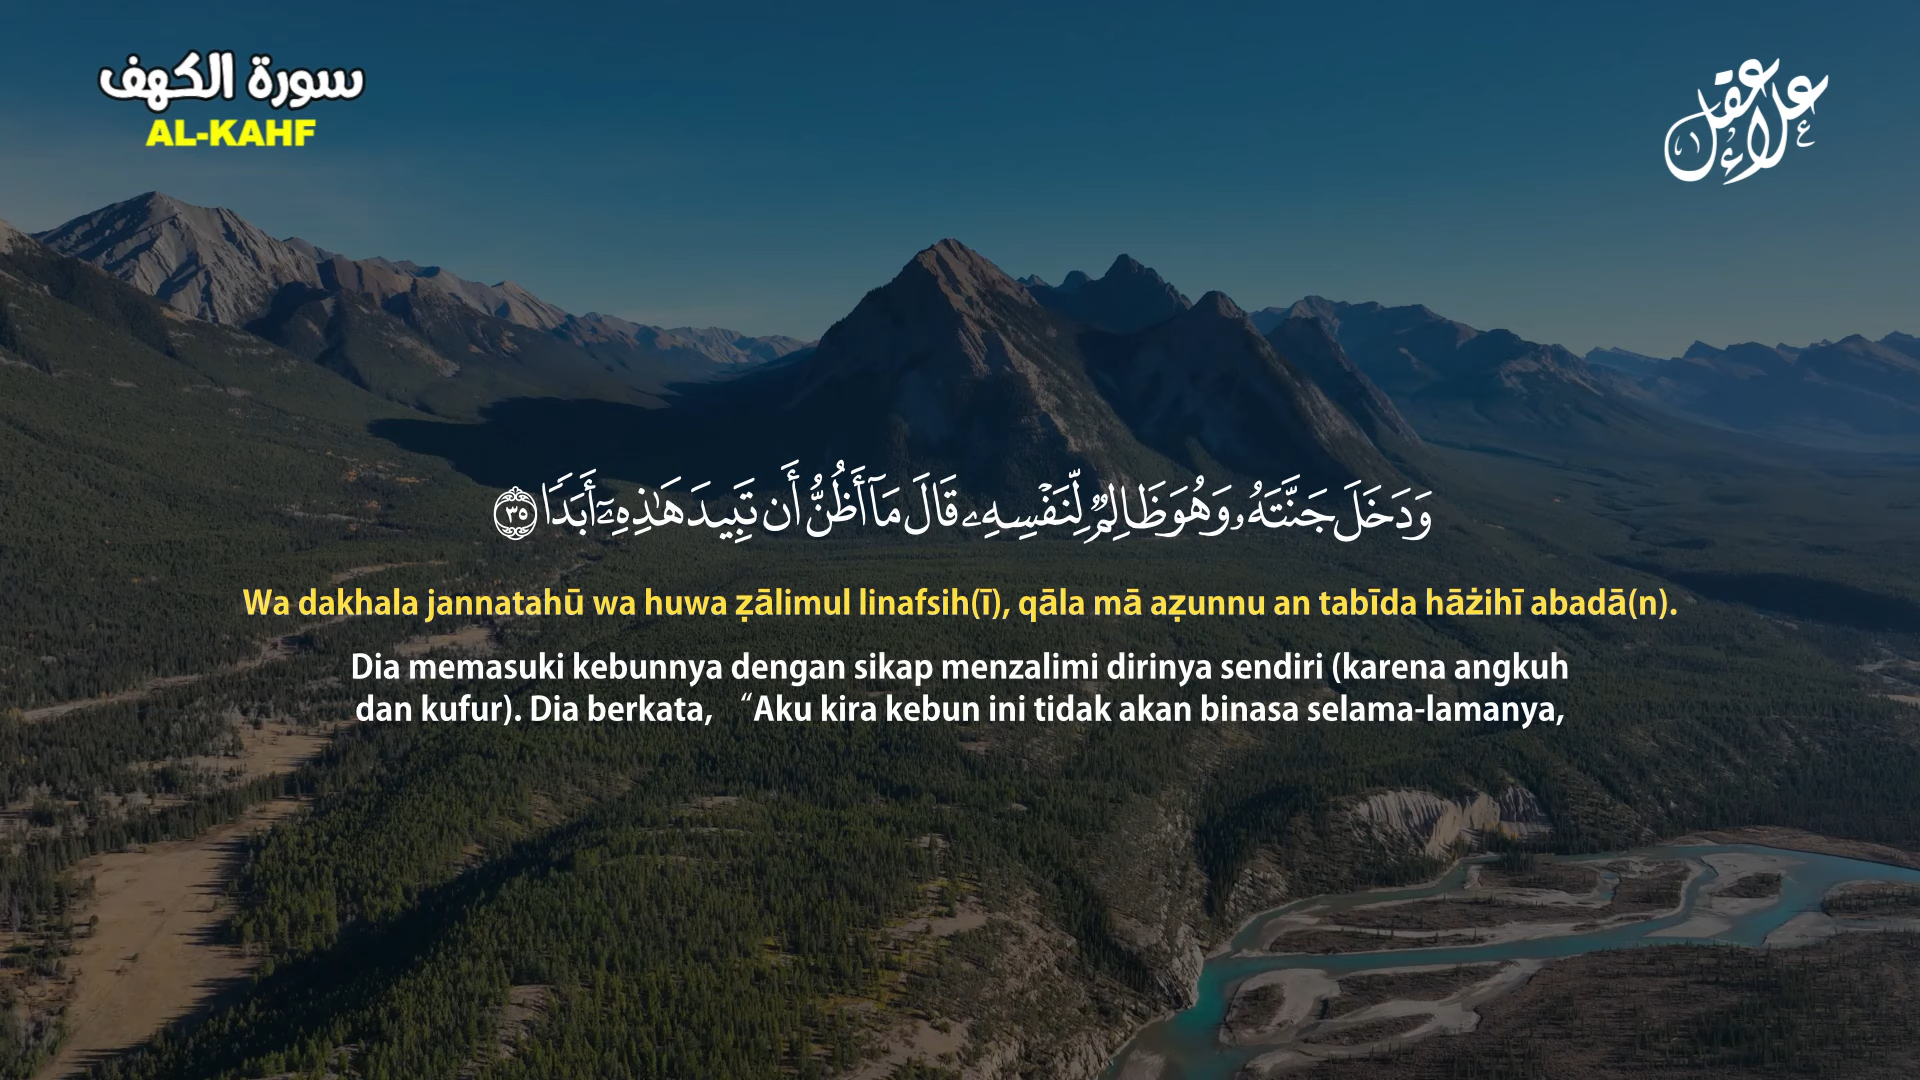 سورة الكهف
AL-KAHF
علاء عقل
وَدَخَلَ جَنَّتَهُۥ وَهُوَ ظَالِمٌ لِّنَفْسِهِۦ قَالَ مَآ أَظُنُّ أَن تَبِيدَ هَٰذِهِۦٓ أَبَدًا ٣٥
Wa dakhala jannatahū wa huwa ẓālimul linafsih(ī), qāla mā aẓunnu an tabīda hāżihī abadā(n).
Dia memasuki kebunnya dengan sikap menzalimi dirinya sendiri (karena angkuh
dan kufur). Dia berkata, “Aku kira kebun ini tidak akan binasa selama-lamanya,